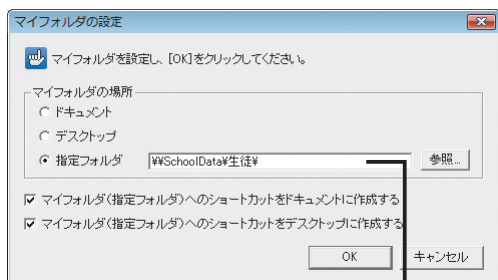 マイフォルダの設定
マイフォルダを設定し、[OK]をクリックしてください。
マイフォルダの場所
ドキュメント
デスクトップ
指定フォルダ ¥¥SchoolData¥生徒¥ 参照...
マイフォルダ(指定フォルダ)へのショートカットをドキュメントに作成する
マイフォルダ(指定フォルダ)へのショートカットをデスクトップに作成する
OK キャンセル